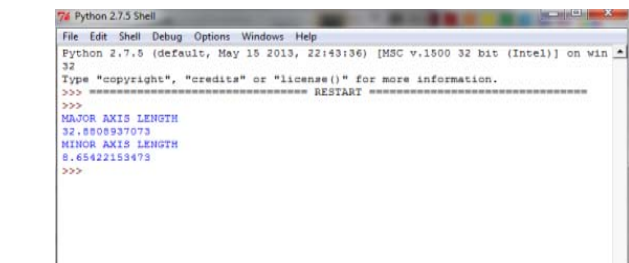 Python 2.7.5 Shell
File Edit Shell Debug Options Windows Help
Python 2.7.5 (default, May 15 2013, 22:43:36) [MSC v.1500 32 bit (Intel)] on win
32
Type "copyright", "credits" or "license()" for more information.
>>> ================================ RESTART ================================
>>>
MAJOR AXIS LENGTH
32.8808937073
MINOR AXIS LENGTH
8.65422153473
>>>